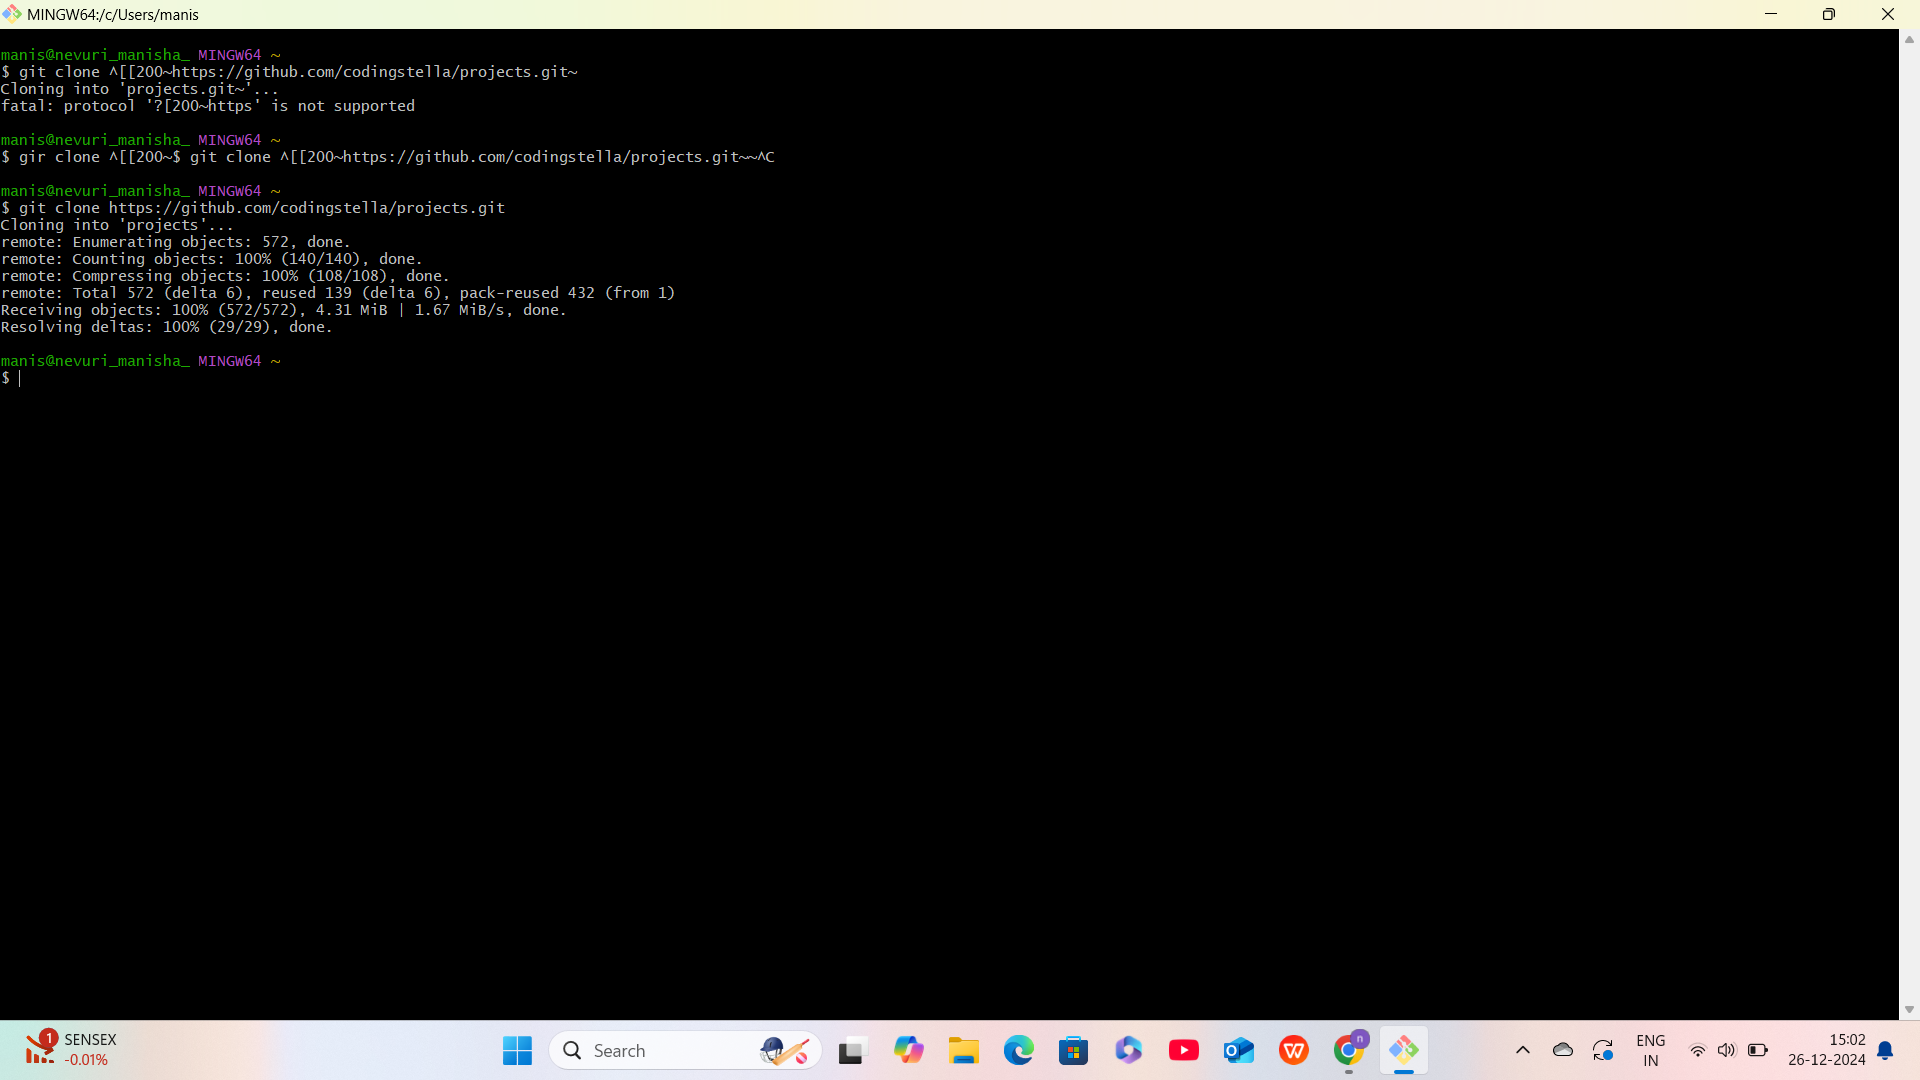 MINGW64:/c/Users/manis
manis@nevuri_manisha_ MINGW64 ~
$ git clone ^[[200~https://github.com/codingstella/projects.git~
Cloning into 'projects.git~'...
fatal: protocol '?[200~https' is not supported
manis@nevuri_manisha_ MINGW64 ~
$ gir clone ^[[200~$ git clone ^[[200~https://github.com/codingstella/projects.git~~^C
manis@nevuri_manisha_ MINGW64 ~
$ git clone https://github.com/codingstella/projects.git
Cloning into 'projects'...
remote: Enumerating objects: 572, done.
remote: Counting objects: 100% (140/140), done.
remote: Compressing objects: 100% (108/108), done.
remote: Total 572 (delta 6), reused 139 (delta 6), pack-reused 432 (from 1)
Receiving objects: 100% (572/572), 4.31 MiB | 1.67 MiB/s, done.
Resolving deltas: 100% (29/29), done.
manis@nevuri_manisha_ MINGW64 ~
$
1
SENSEX
-0.01%
Search
n
ENG
IN
15:02
26-12-2024